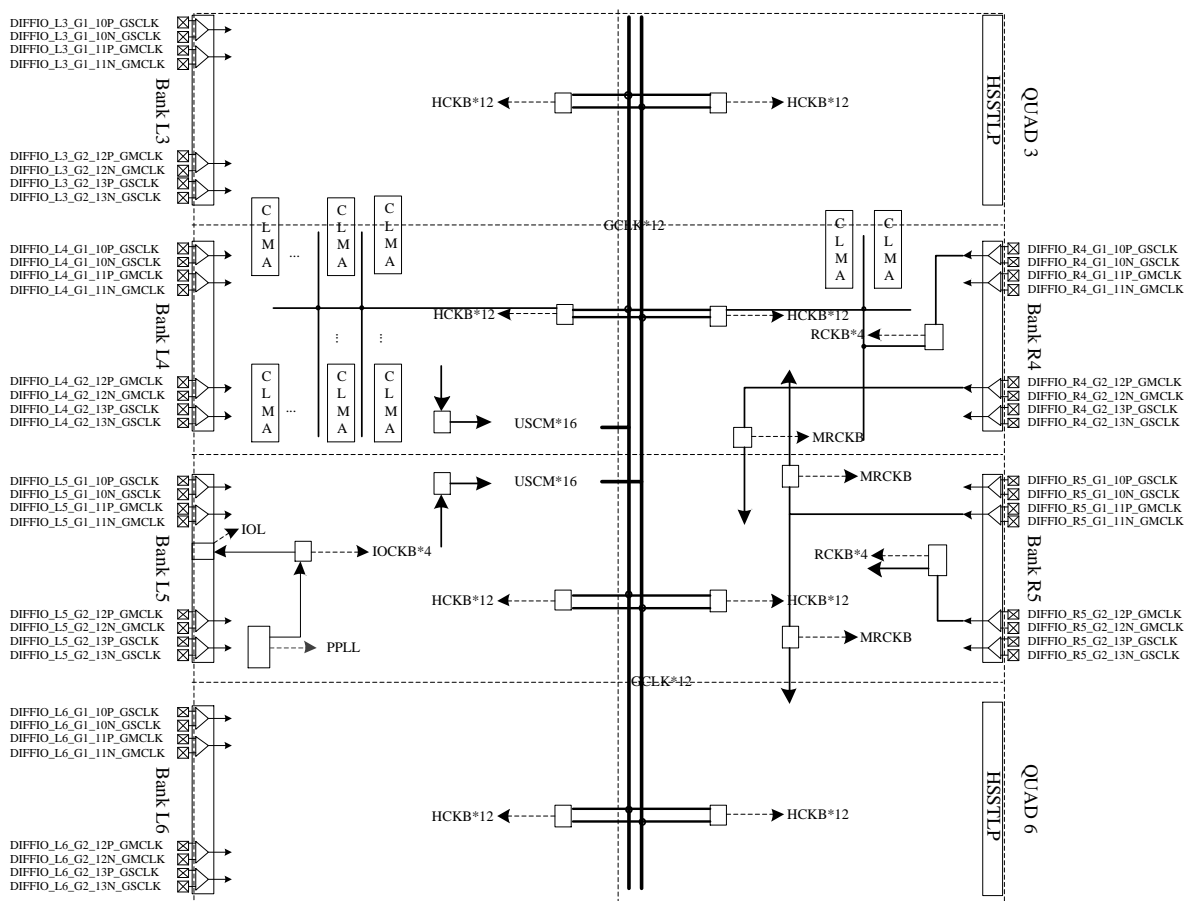 DIFFIO_L3_G1_10P_GSCLK
DIFFIO_L3_G1_10N_GSCLK
DIFFIO_L3_G1_11P_GMCLK
DIFFIO_L3_G1_11N_GMCLK
Bank L3
DIFFIO_L3_G2_12P_GMCLK
DIFFIO_L3_G2_12N_GMCLK
DIFFIO_L3_G2_13P_GSCLK
DIFFIO_L3_G2_13N_GSCLK
HCKB*12
HCKB*12
HSSTLP
QUAD 3
GCLK*12
CLMA
...
CLMA
CLMA
CLMA
CLMA
DIFFIO_L4_G1_10P_GSCLK
DIFFIO_L4_G1_10N_GSCLK
DIFFIO_L4_G1_11P_GMCLK
DIFFIO_L4_G1_11N_GMCLK
Bank L4
DIFFIO_L4_G2_12P_GMCLK
DIFFIO_L4_G2_12N_GMCLK
DIFFIO_L4_G2_13P_GSCLK
DIFFIO_L4_G2_13N_GSCLK
HCKB*12
HCKB*12
RCKB*4
...
...
CLMA
...
CLMA
CLMA
USCM*16
MRCKB
DIFFIO_R4_G1_10P_GSCLK
DIFFIO_R4_G1_10N_GSCLK
DIFFIO_R4_G1_11P_GMCLK
DIFFIO_R4_G1_11N_GMCLK
Bank R4
DIFFIO_R4_G2_12P_GMCLK
DIFFIO_R4_G2_12N_GMCLK
DIFFIO_R4_G2_13P_GSCLK
DIFFIO_R4_G2_13N_GSCLK
DIFFIO_L5_G1_10P_GSCLK
DIFFIO_L5_G1_10N_GSCLK
DIFFIO_L5_G1_11P_GMCLK
DIFFIO_L5_G1_11N_GMCLK
Bank L5
DIFFIO_L5_G2_12P_GMCLK
DIFFIO_L5_G2_12N_GMCLK
DIFFIO_L5_G2_13P_GSCLK
DIFFIO_L5_G2_13N_GSCLK
IOL
IOCKB*4
PPLL
USCM*16
MRCKB
RCKB*4
HCKB*12
HCKB*12
MRCKB
DIFFIO_R5_G1_10P_GSCLK
DIFFIO_R5_G1_10N_GSCLK
DIFFIO_R5_G1_11P_GMCLK
DIFFIO_R5_G1_11N_GMCLK
Bank R5
DIFFIO_R5_G2_12P_GMCLK
DIFFIO_R5_G2_12N_GMCLK
DIFFIO_R5_G2_13P_GSCLK
DIFFIO_R5_G2_13N_GSCLK
GCLK*12
DIFFIO_L6_G1_10P_GSCLK
DIFFIO_L6_G1_10N_GSCLK
DIFFIO_L6_G1_11P_GMCLK
DIFFIO_L6_G1_11N_GMCLK
Bank L6
DIFFIO_L6_G2_12P_GMCLK
DIFFIO_L6_G2_12N_GMCLK
DIFFIO_L6_G2_13P_GSCLK
DIFFIO_L6_G2_13N_GSCLK
HCKB*12
HCKB*12
HSSTLP
QUAD 6